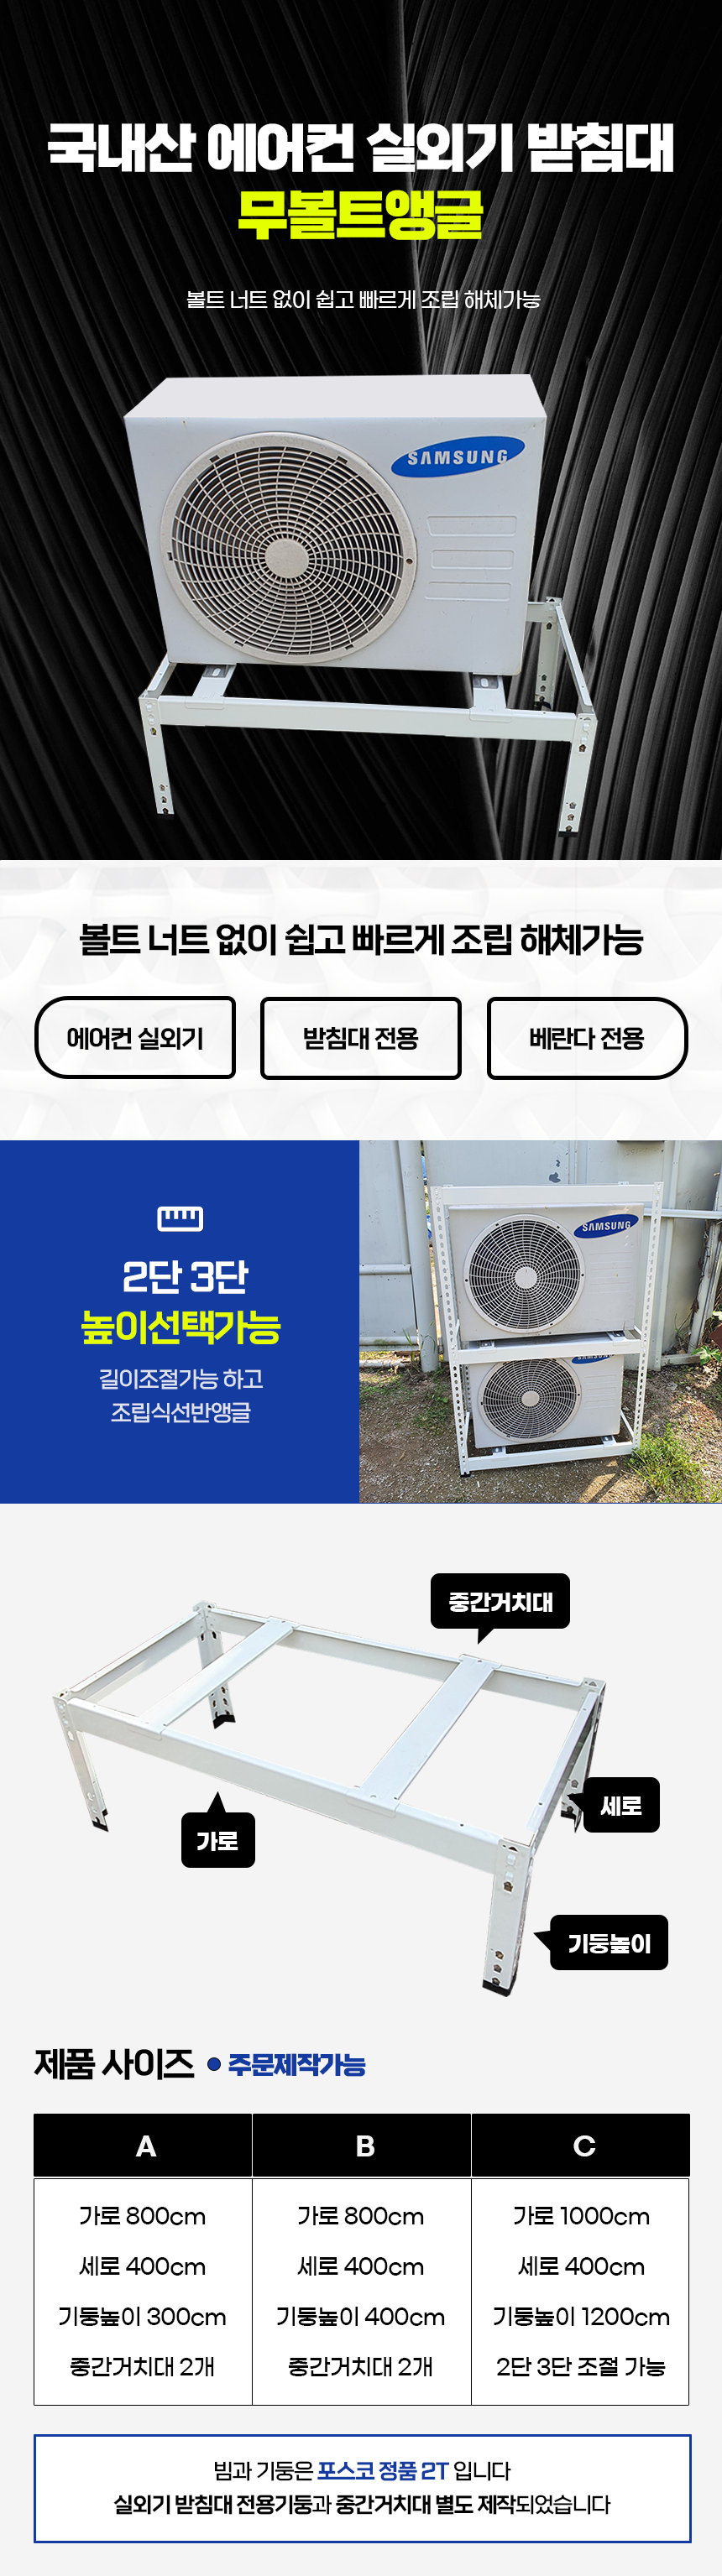 국내산 에어컨 실외기 받침대
무볼트앵글
볼트 너트 없이 쉽고 빠르게 조립 해체가능
SAMSUNG
볼트 너트 없이 쉽고 빠르게 조립 해체가능
에어컨 실외기
받침대 전용
베란다 전용
2단 3단
높이선택가능
길이조절가능 하고
조립식선반앵글
SAMSUNG
SAMSUNG
중간거치대
세로
가로
기둥높이
제품 사이즈 • 주문제작가능
A B C
가로 800cm 가로 800cm 가로 1000cm
세로 400cm 세로 400cm 세로 400cm
기둥높이 300cm 기둥높이 400cm 기둥높이 1200cm
중간거치대 2개 중간거치대 2개 2단 3단 조절 가능
빔과 기둥은 포스코 정품 2T 입니다
실외기 받침대 전용기둥과 중간거치대 별도 제작되었습니다